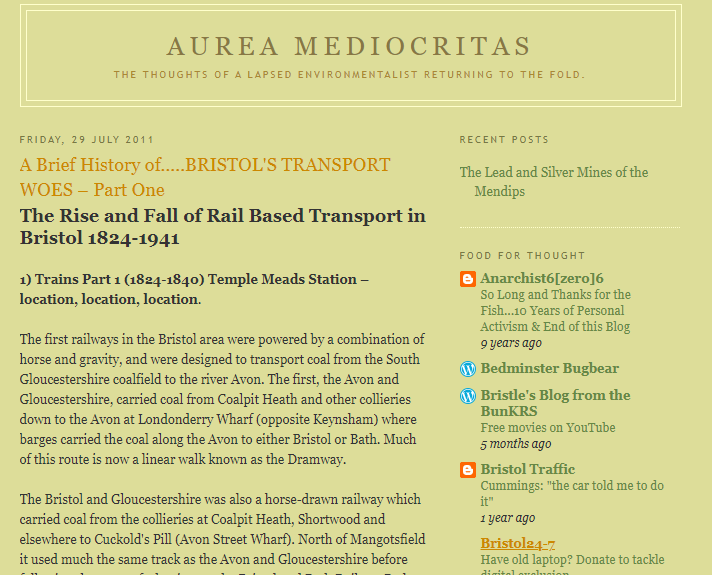 AUREA MEDIOCRITAS
THE THOUGHTS OF A LAPSED ENVIRONMENTALIST RETURNING TO THE FOLD.
FRIDAY, 29 JULY 2011
A Brief History of.....BRISTOL'S TRANSPORT
WOES – Part One
The Rise and Fall of Rail Based Transport in
Bristol 1824-1941
1) Trains Part 1 (1824-1840) Temple Meads Station –
location, location, location.
The first railways in the Bristol area were powered by a combination of
horse and gravity, and were designed to transport coal from the South
Gloucestershire coalfield to the river Avon. The first, the Avon and
Gloucestershire, carried coal from Coalpit Heath and other collieries
down to the Avon at Londonderry Wharf (opposite Keynsham) where
barges carried the coal along the Avon to either Bristol or Bath. Much
of this route is now a linear walk known as the Dramway.
The Bristol and Gloucestershire was also a horse-drawn railway which
carried coal from the collieries at Coalpit Heath, Shortwood and
elsewhere to Cuckold's Pill (Avon Street Wharf). North of Mangotsfield
it used much the same track as the Avon and Gloucestershire before
RECENT POSTS
The Lead and Silver Mines of the
Mendips
FOOD FOR THOUGHT
Anarchist6[zero]6
So Long and Thanks for the
Fish...10 Years of Personal
Activism & End of this Blog
9 years ago
Bedminster Bugbear
Bristle's Blog from the
BunKRS
Free movies on YouTube
5 months ago
Bristol Traffic
Cummings: "the car told me to do
it"
1 year ago
Bristol24-7
Have old laptop? Donate to tackle
digital exclusion